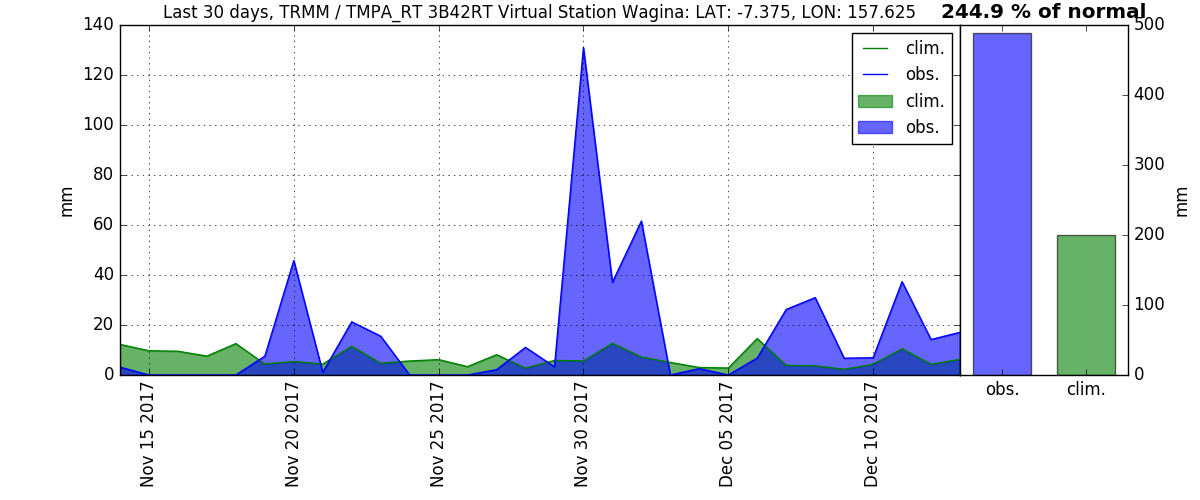 Last 30 days, TRMM / TMPA_RT 3B42RT Virtual Station Wagina: LAT: -7.375, LON: 157.625
244.9 % of normal
mm
140
120
100
80
60
40
20
0
clim.
obs.
clim.
obs.
500
400
300
200
100
0
mm
Nov 15 2017
Nov 20 2017
Nov 25 2017
Nov 30 2017
Dec 05 2017
Dec 10 2017
obs.
clim.